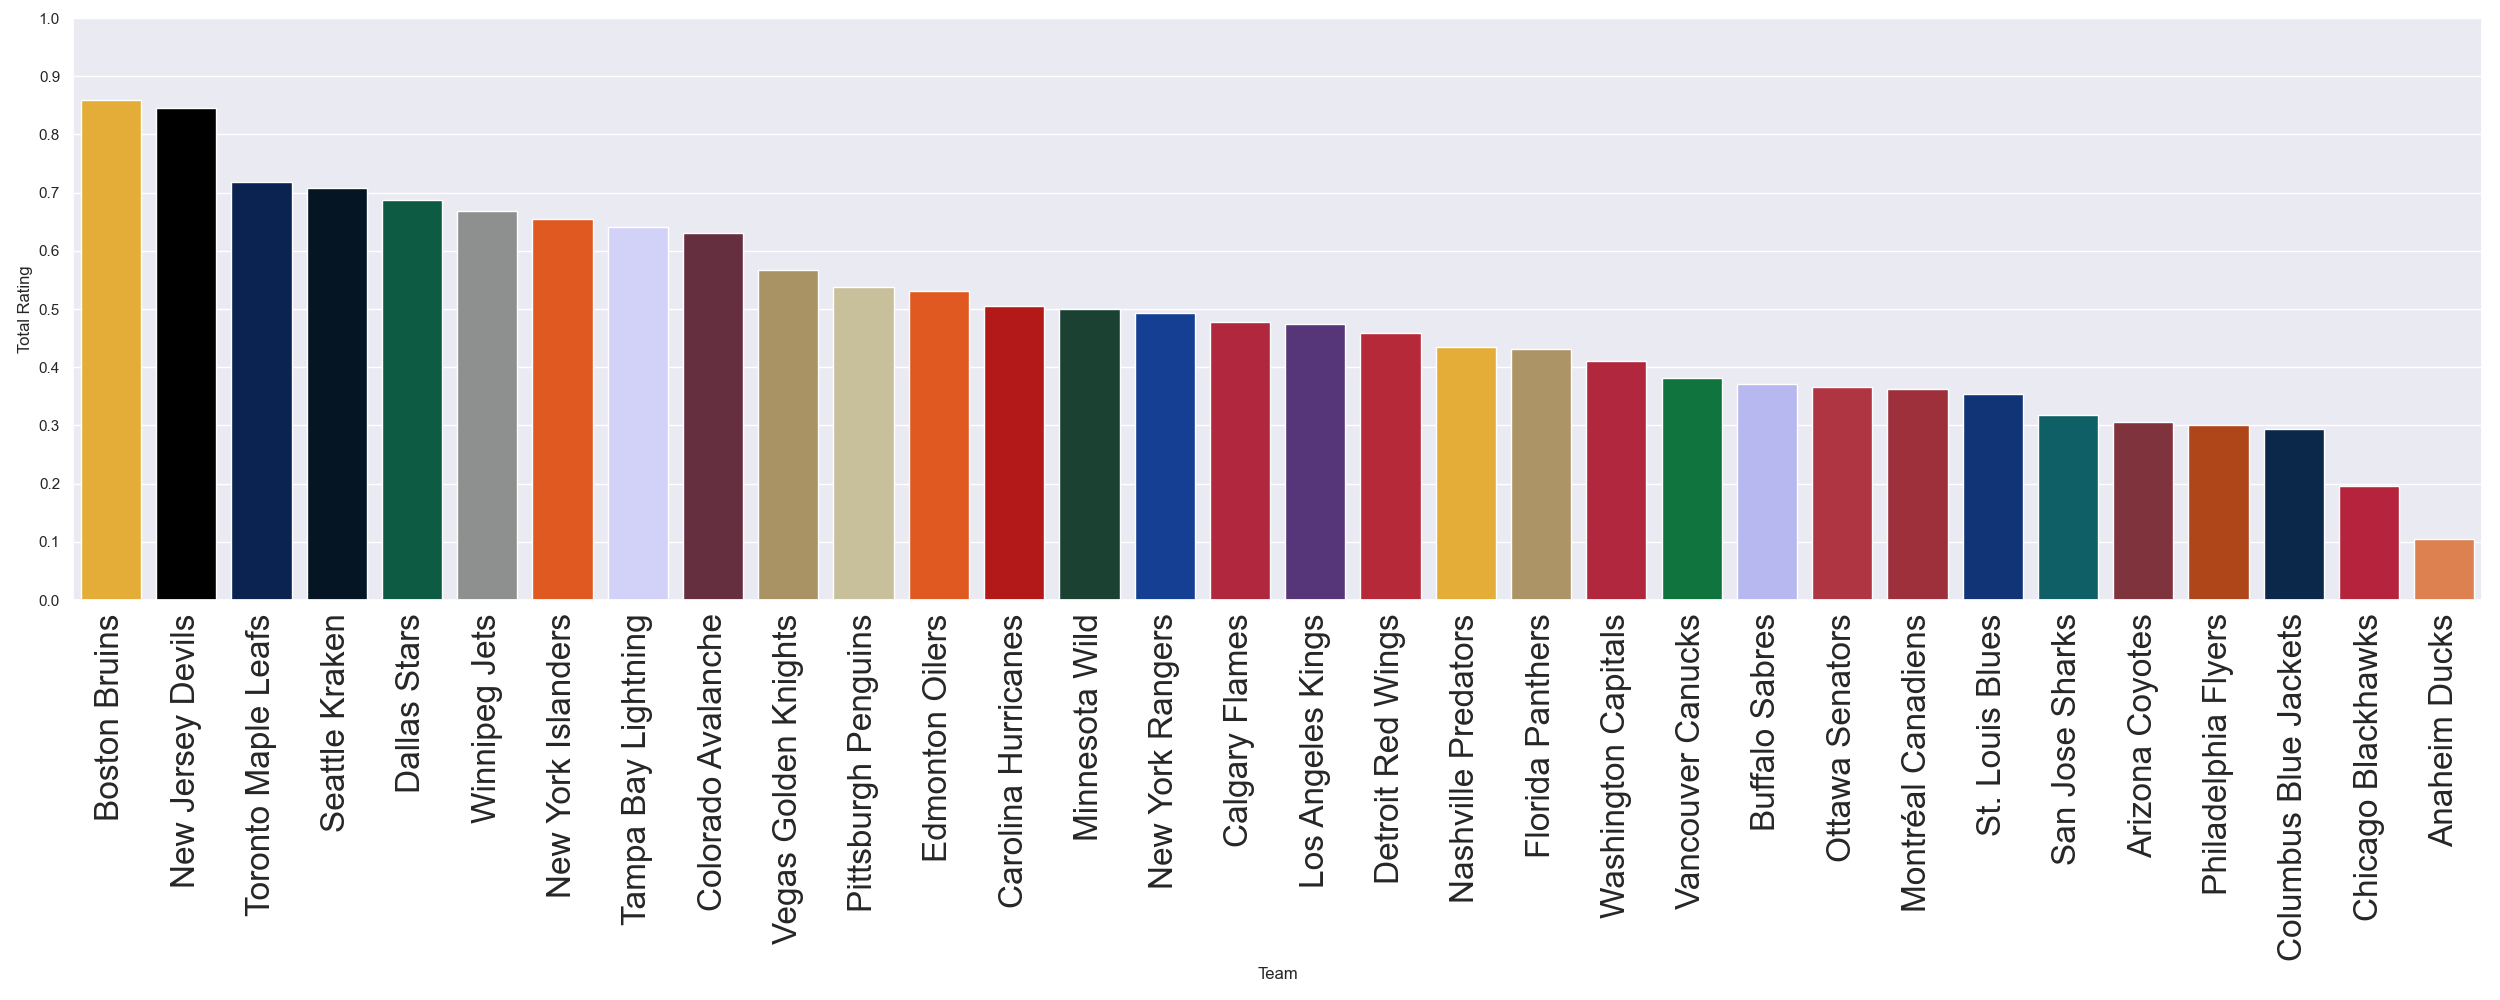 1.0
0.9
0.8
0.7
0.6
0.5
0.4
0.3
0.2
0.1
0.0
Total Rating
Boston Bruins
New Jersey Devils
Toronto Maple Leafs
Seattle Kraken
Dallas Stars
Winnipeg Jets
New York Islanders
Tampa Bay Lightning
Colorado Avalanche
Vegas Golden Knights
Pittsburgh Penguins
Edmonton Oilers
Carolina Hurricanes
Minnesota Wild
New York Rangers
Calgary Flames
Los Angeles Kings
Detroit Red Wings
Nashville Predators
Florida Panthers
Washington Capitals
Vancouver Canucks
Buffalo Sabres
Ottawa Senators
Montréal Canadiens
St. Louis Blues
San Jose Sharks
Arizona Coyotes
Philadelphia Flyers
Columbus Blue Jackets
Chicago Blackhawks
Anaheim Ducks
Team